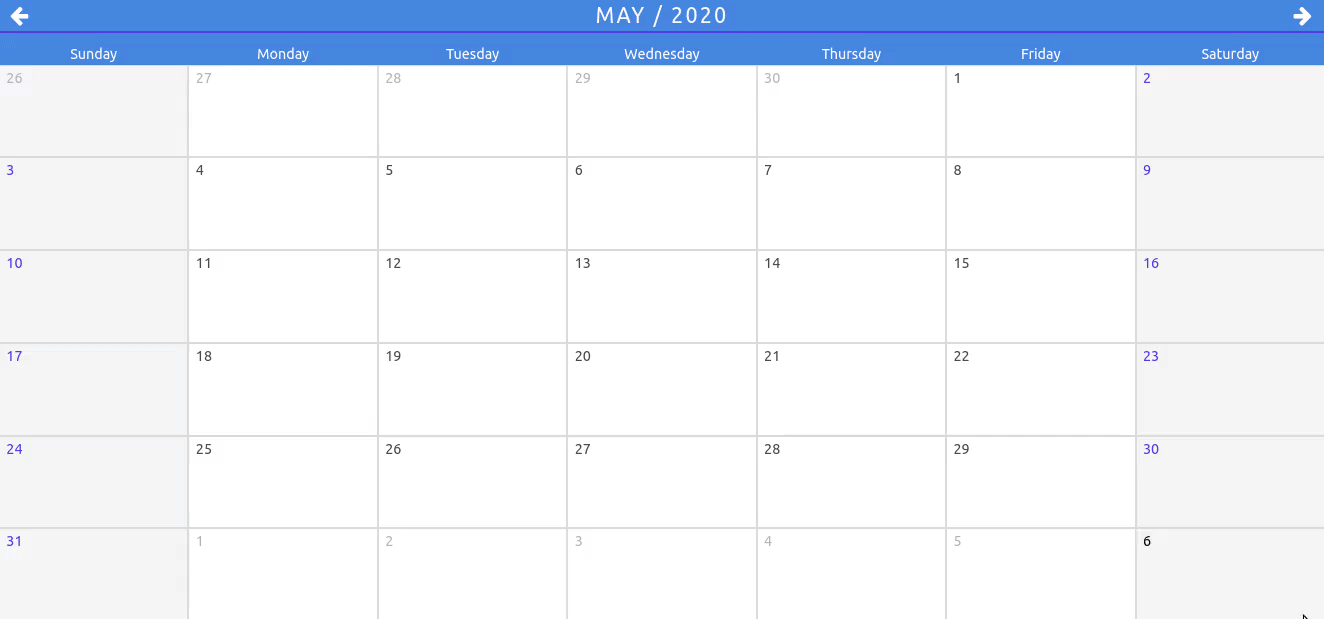 MAY / 2020
Sunday Monday Tuesday Wednesday Thursday Friday Saturday
26 27 28 29 30 1 2
3 4 5 6 7 8 9
10 11 12 13 14 15 16
17 18 19 20 21 22 23
24 25 26 27 28 29 30
31 1 2 3 4 5 6